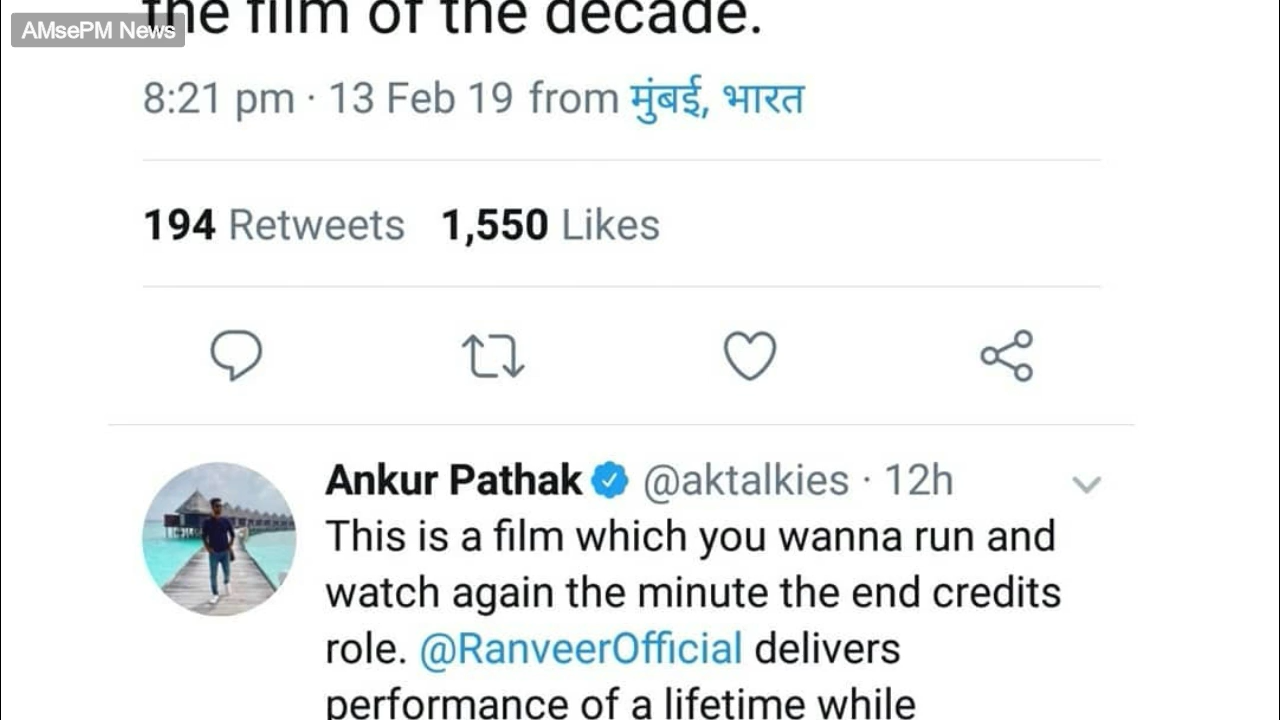 the film of the decade.
AMsePM News
8:21 pm · 13 Feb 19 from मुंबई, भारत
194 Retweets 1,550 Likes
Ankur Pathak @aktalkies · 12h
This is a film which you wanna run and
watch again the minute the end credits
role. @RanveerOfficial delivers
performance of a lifetime while